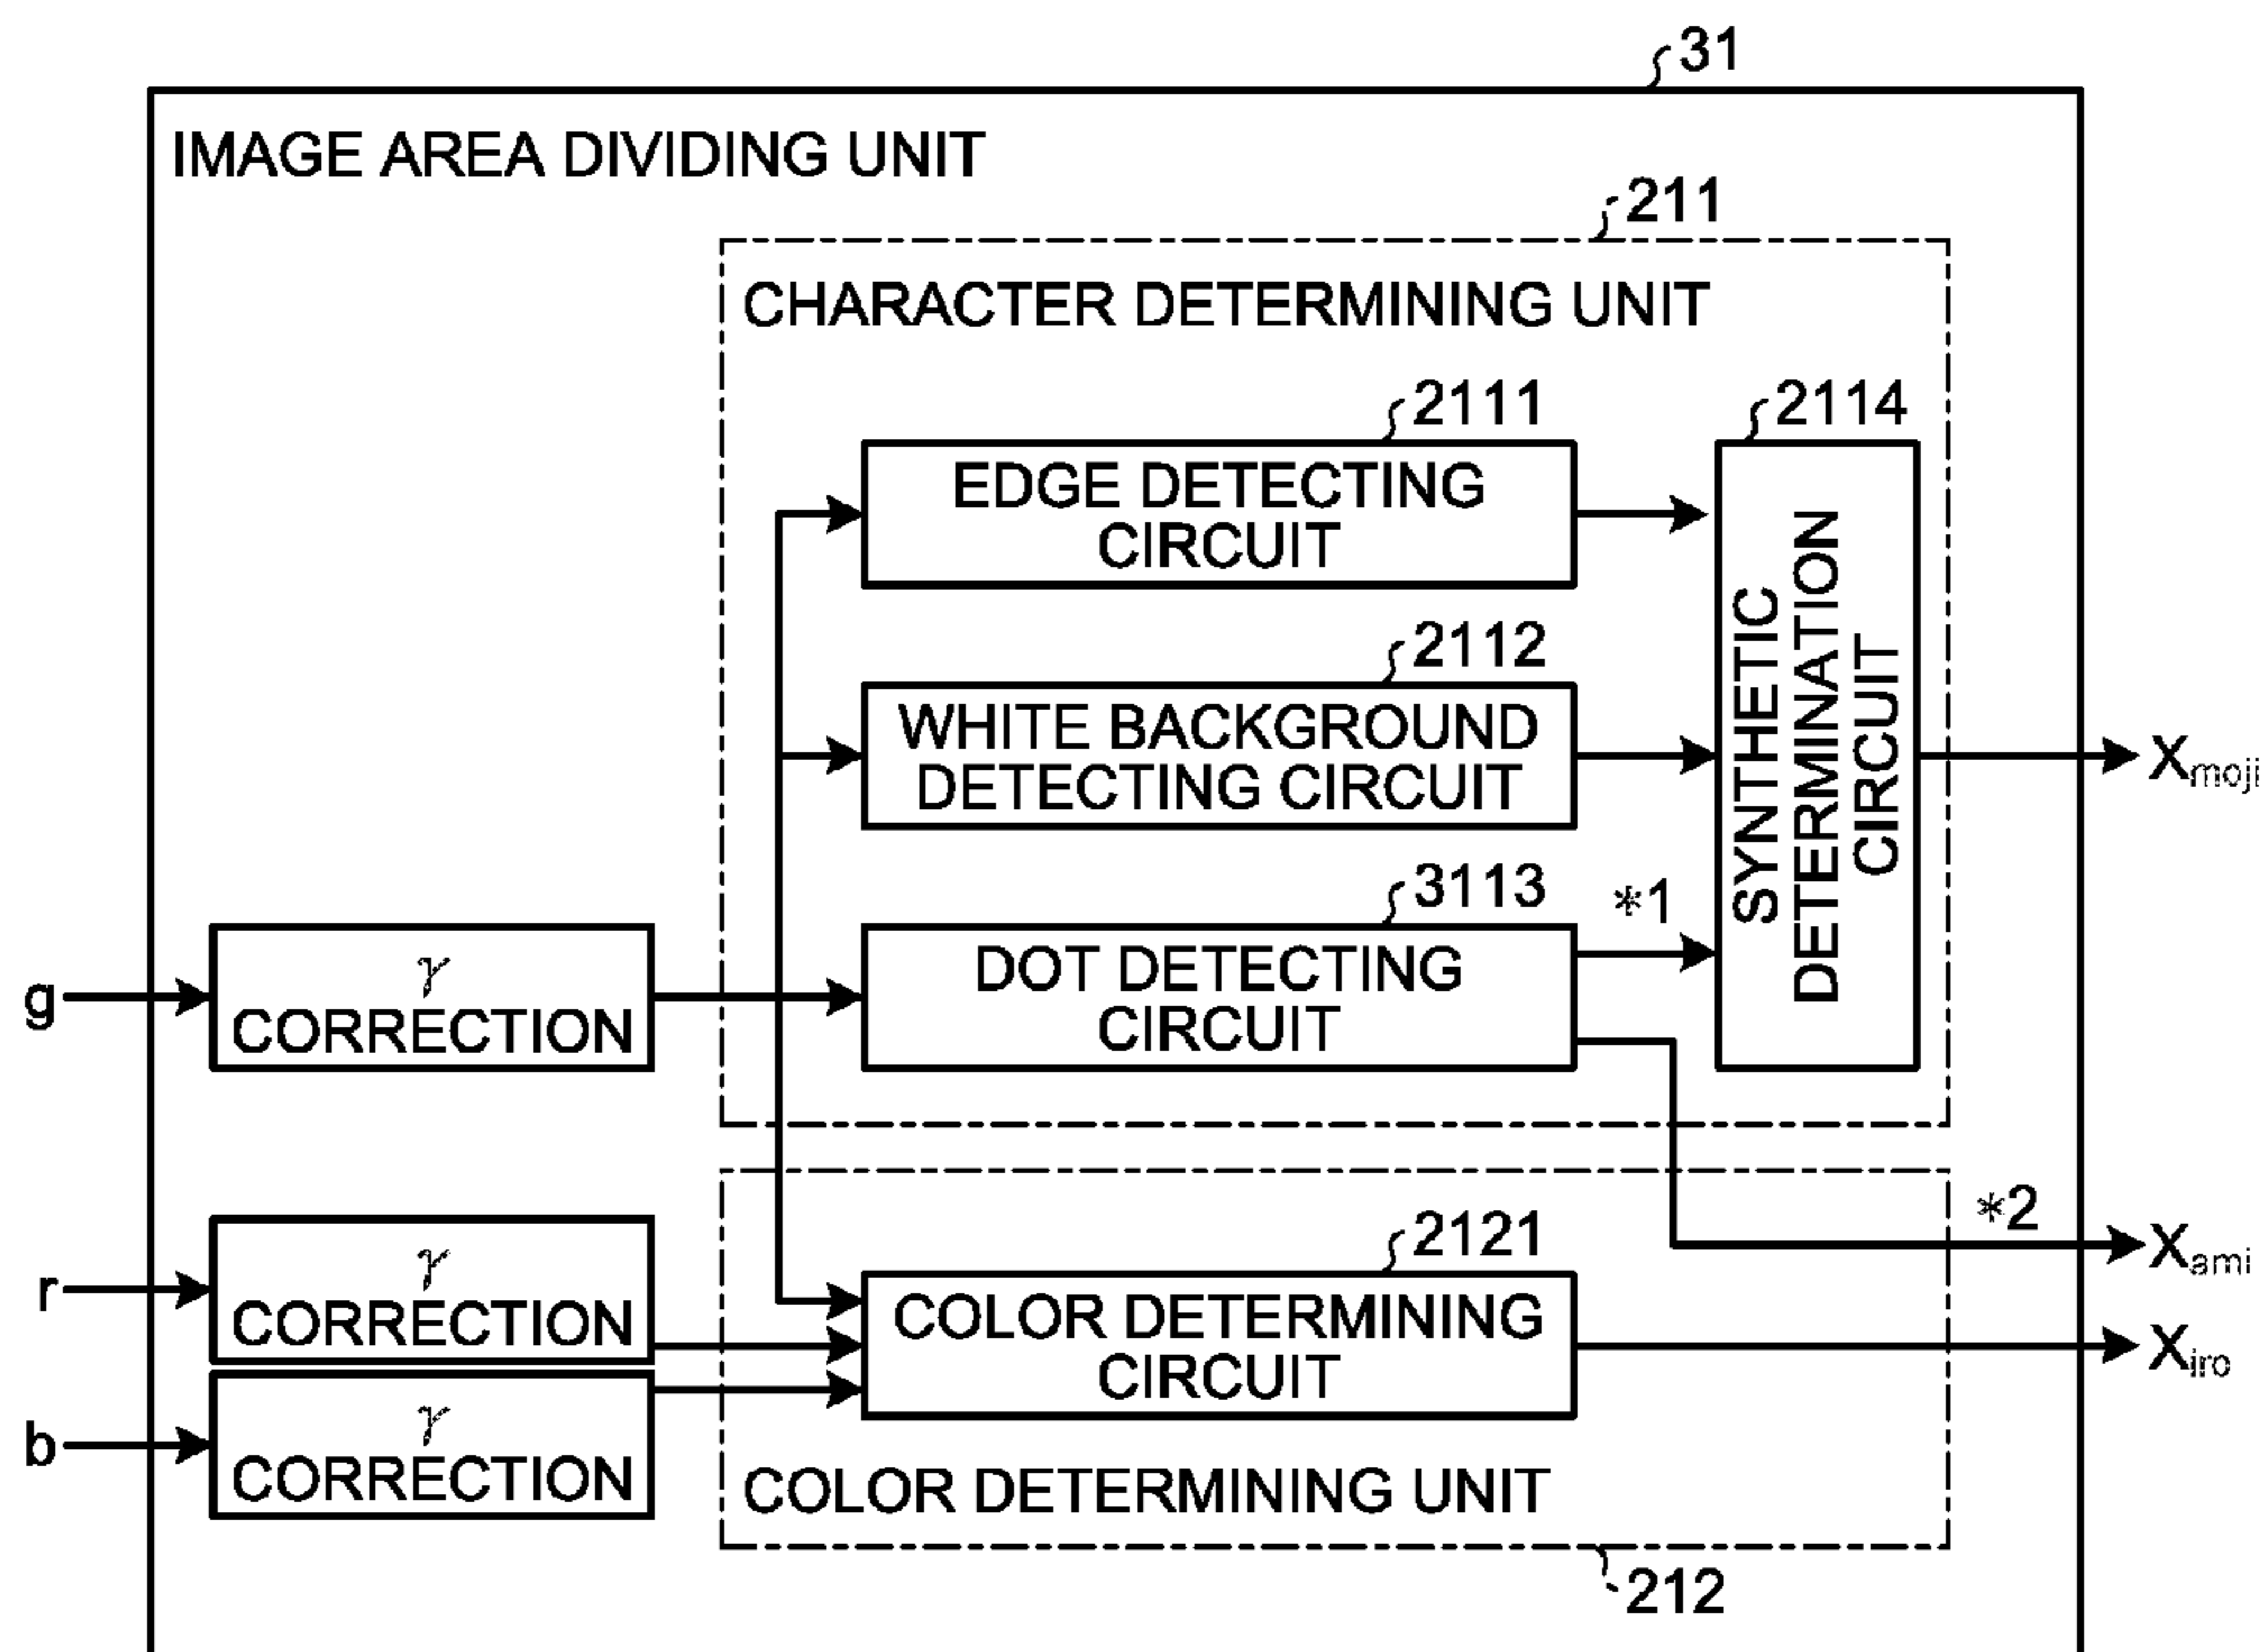 31
IMAGE AREA DIVIDING UNIT
211
CHARACTER DETERMINING UNIT
2111
2114
EDGE DETECTING
CIRCUIT
2112
WHITE BACKGROUND
DETECTING CIRCUIT
SYNTHETIC
DETERMINATION
CIRCUIT
Xmoji
3113
*1
DOT DETECTING
CIRCUIT
g
γ
CORRECTION
*2
Xami
2121
r
γ
CORRECTION
COLOR DETERMINING
CIRCUIT
Xiro
b
γ
CORRECTION
COLOR DETERMINING UNIT
212